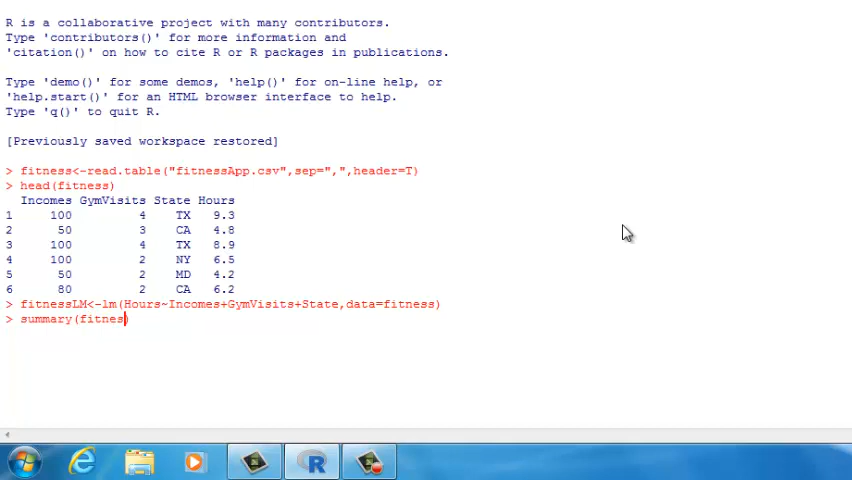 R is a collaborative project with many contributors.
Type 'contributors()' for more information and
'citation()' on how to cite R or R packages in publications.
Type 'demo()' for some demos, 'help()' for on-line help, or
'help.start()' for an HTML browser interface to help.
Type 'q()' to quit R.
[Previously saved workspace restored]
> fitness<-read.table("fitnessApp.csv",sep=",",header=T)
> head(fitness)
  Incomes GymVisits State Hours
1     100         4    TX   9.3
2      50         3    CA   4.8
3     100         4    TX   8.9
4     100         2    NY   6.5
5      50         2    MD   4.2
6      80         2    CA   6.2
> fitnessLM<-lm(Hours~Incomes+GymVisits+State,data=fitness)
> summary(fitnes)
R